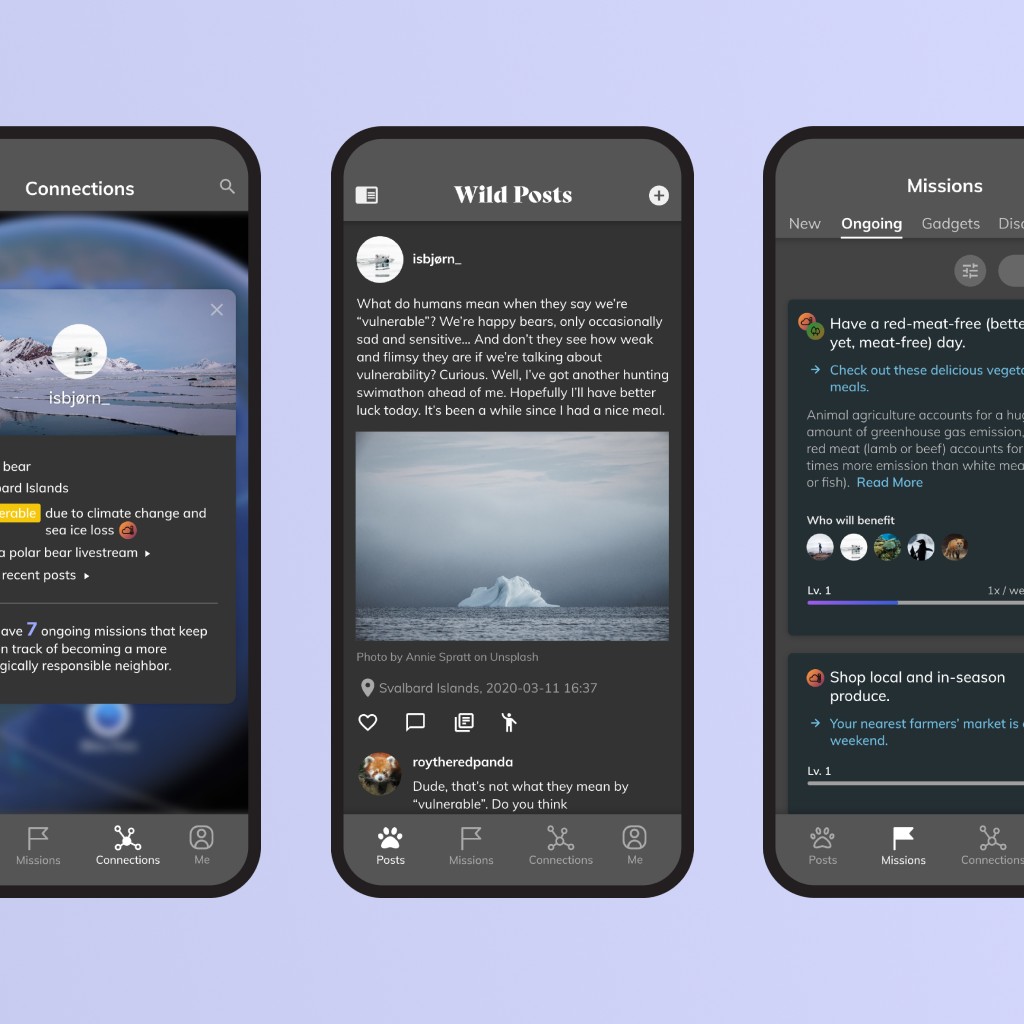 Connections
isbjørn_
bear
bard Islands
erable due to climate change and
sea ice loss
a polar bear livestream
recent posts
ave 7 ongoing missions that keep
n track of becoming a more
gically responsible neighbor.
Missions
Connections
Me
Wild Posts
isbjørn_
What do humans mean when they say we’re
“vulnerable”? We’re happy bears, only occasionally
sad and sensitive... And don’t they see how weak
and flimsy they are if we’re talking about
vulnerability? Curious. Well, I’ve got another hunting
swimathon ahead of me. Hopefully I’ll have better
luck today. It’s been a while since I had a nice meal.
Photo by Annie Spratt on Unsplash
Svalbard Islands, 2020-03-11 16:37
roytheredpanda
Dude, that’s not what they mean by
“vulnerable”. Do you think
Posts
Missions
Connections
Me
Missions
New Ongoing Gadgets Disc
Have a red-meat-free (bette
yet, meat-free) day.
Check out these delicious vegeta
meals.
Animal agriculture accounts for a hug
amount of greenhouse gas emission,
red meat (lamb or beef) accounts for
times more emission than white mea
or fish). Read More
Who will benefit
Lv. 1 1x / we
Shop local and in-season
produce.
Your nearest farmers’ market is
weekend.
Lv. 1
Posts
Missions
Connections